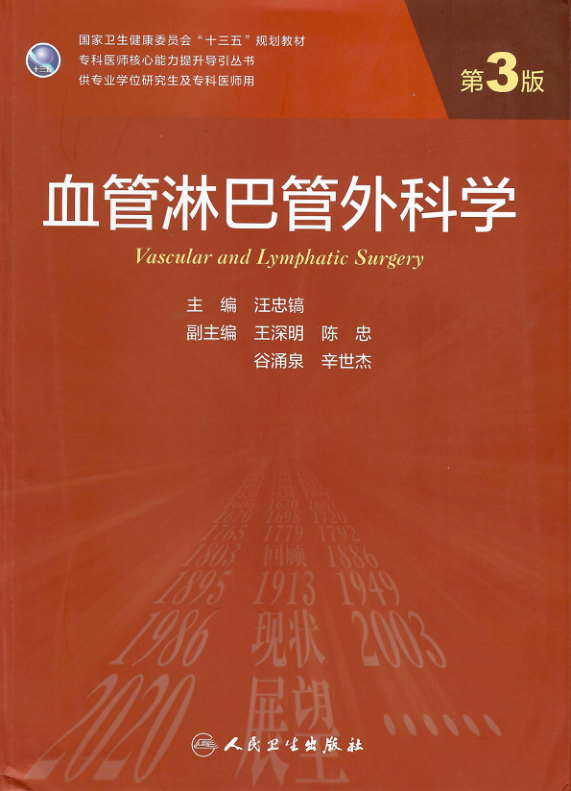 国家卫生健康委员会“十三五”规划教材
专科医师核心能力提升导引丛书
供专业学位研究生及专科医师用
十三五
第3版
血管淋巴管外科学
Vascular and Lymphatic Surgery
主 编 汪忠镐
副主编 王深明 陈 忠
谷涌泉 辛世杰
1765 1779 1792
1803 回顾 1886
1895 1913 1949
1986 现状 2003
2020 展望 ······
人民卫生出版社